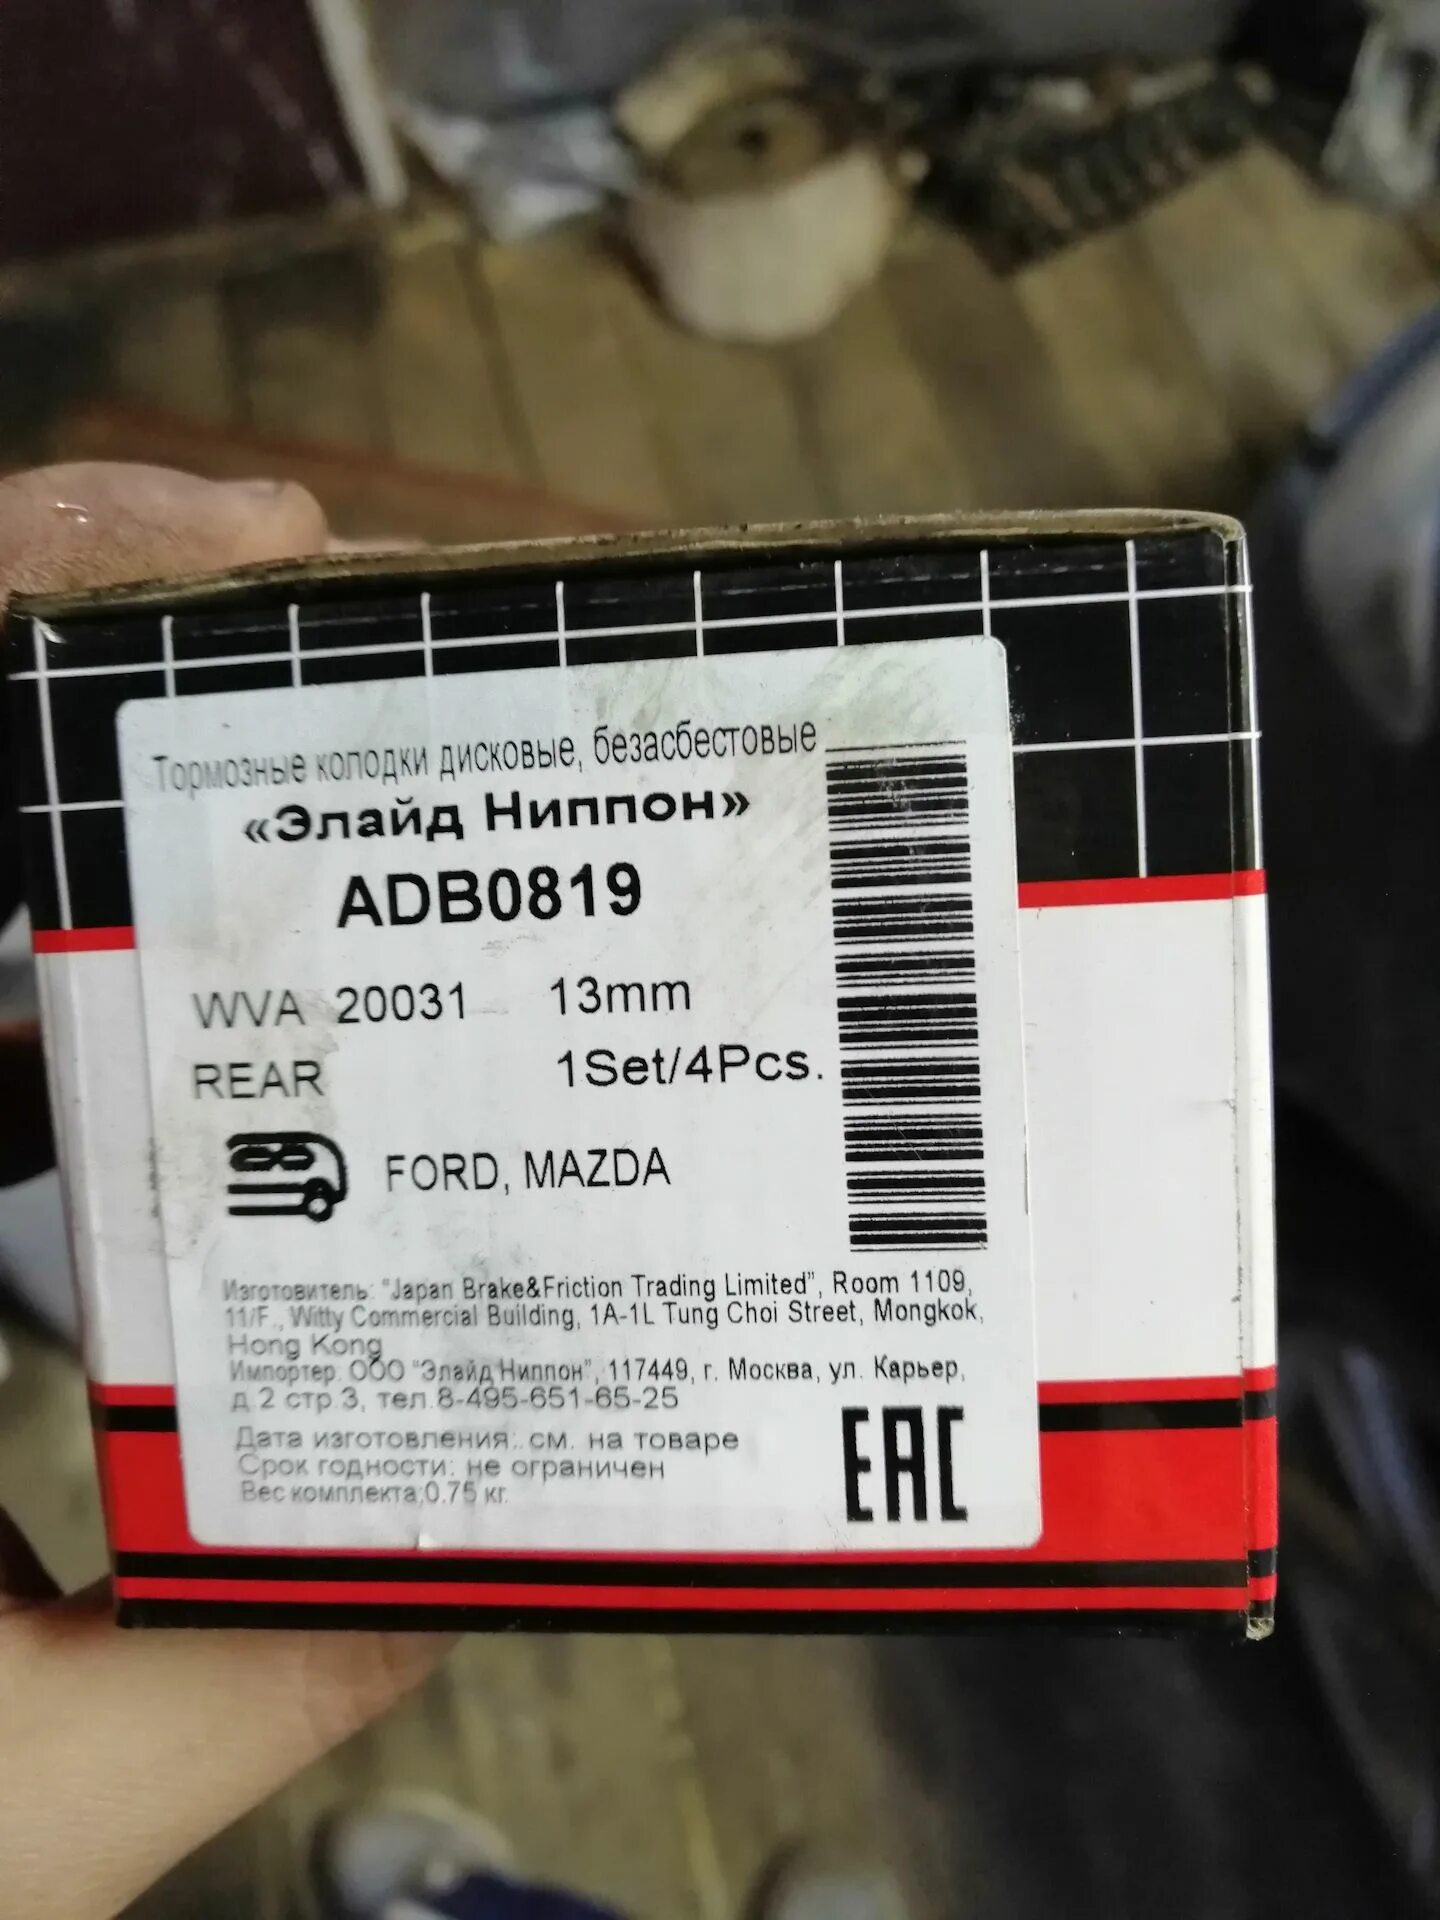 Тормозные колодки дисковые, безасбестовые
«Элайд Ниппон»
ADB0819
WVA 20031 13mm
REAR 1Set/4Pcs.
FORD, MAZDA
Изготовитель: "Japan Brake&Friction Trading Limited", Room 1109,
11/F., Witty Commercial Building, 1A-1L Tung Choi Street, Mongkok,
Hong Kong
Импортер: ООО "Элайд Ниппон", 117449, г. Москва, ул. Карьер,
д.2 стр.3, тел.8-495-651-65-25
Дата изготовления: см. на товаре
Срок годности: не ограничен
Вес комплекта:0.75 кг.
EAC